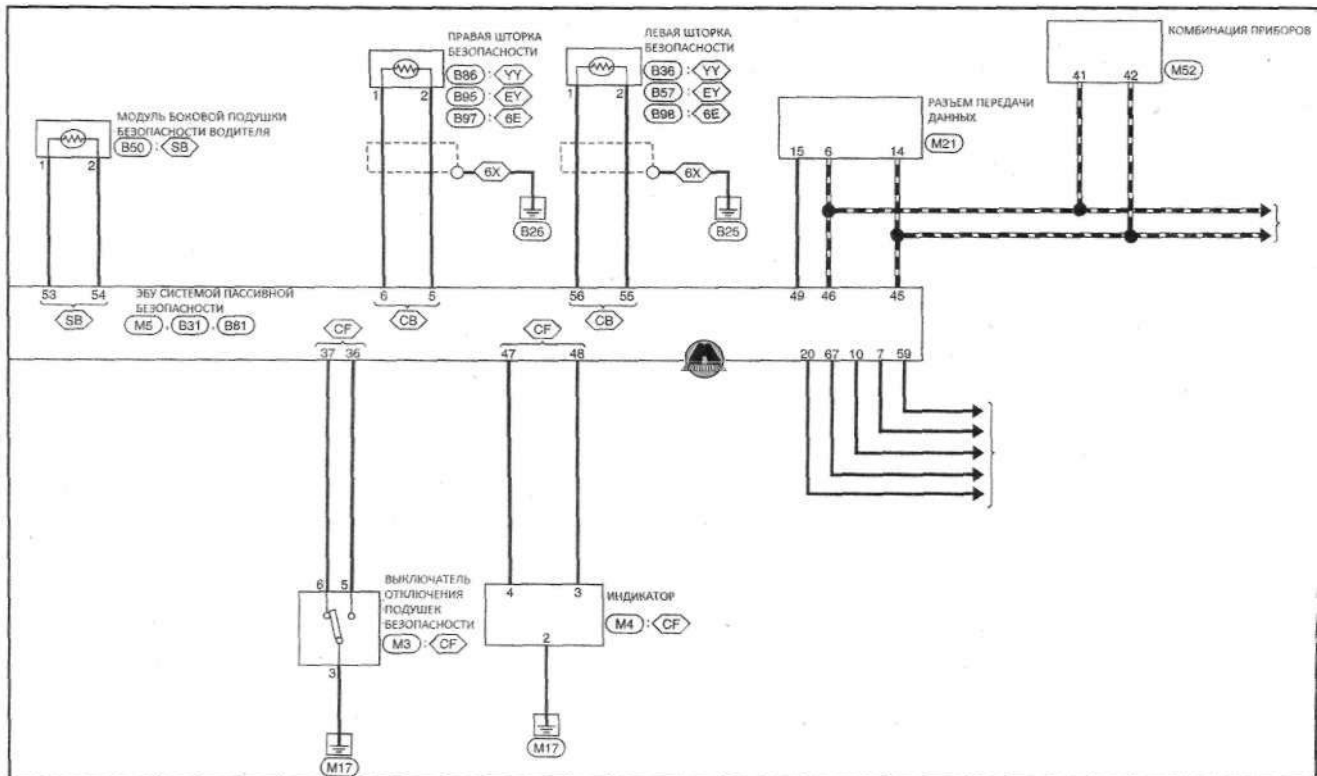 ПРАВАЯ ШТОРКА
БЕЗОПАСНОСТИ
B86 : YY
B95 : EY
B97 : 6E
1 2
ЛЕВАЯ ШТОРКА
БЕЗОПАСНОСТИ
B36 : YY
B57 : EY
B98 : 6E
1 2
КОМБИНАЦИЯ ПРИБОРОВ
41 42
M52
РАЗЪЕМ ПЕРЕДАЧИ
ДАННЫХ
M21
15 6 14
МОДУЛЬ БОКОВОЙ ПОДУШКИ
БЕЗОПАСНОСТИ ВОДИТЕЛЯ
B50 : SB
1 2
6X
B26
6X
B25
53 54
SB
ЭБУ СИСТЕМОЙ ПАССИВНОЙ
БЕЗОПАСНОСТИ
M5 , B31 , B81
6 5
CB
56 55
CB
49 46 45
CF
37 36
CF
47 48
20 67 10 7 59
6 5
ВЫКЛЮЧАТЕЛЬ
ОТКЛЮЧЕНИЯ
ПОДУШЕК
БЕЗОПАСНОСТИ
M3 : CF
3
M17
4 3
ИНДИКАТОР
M4 : CF
2
M17